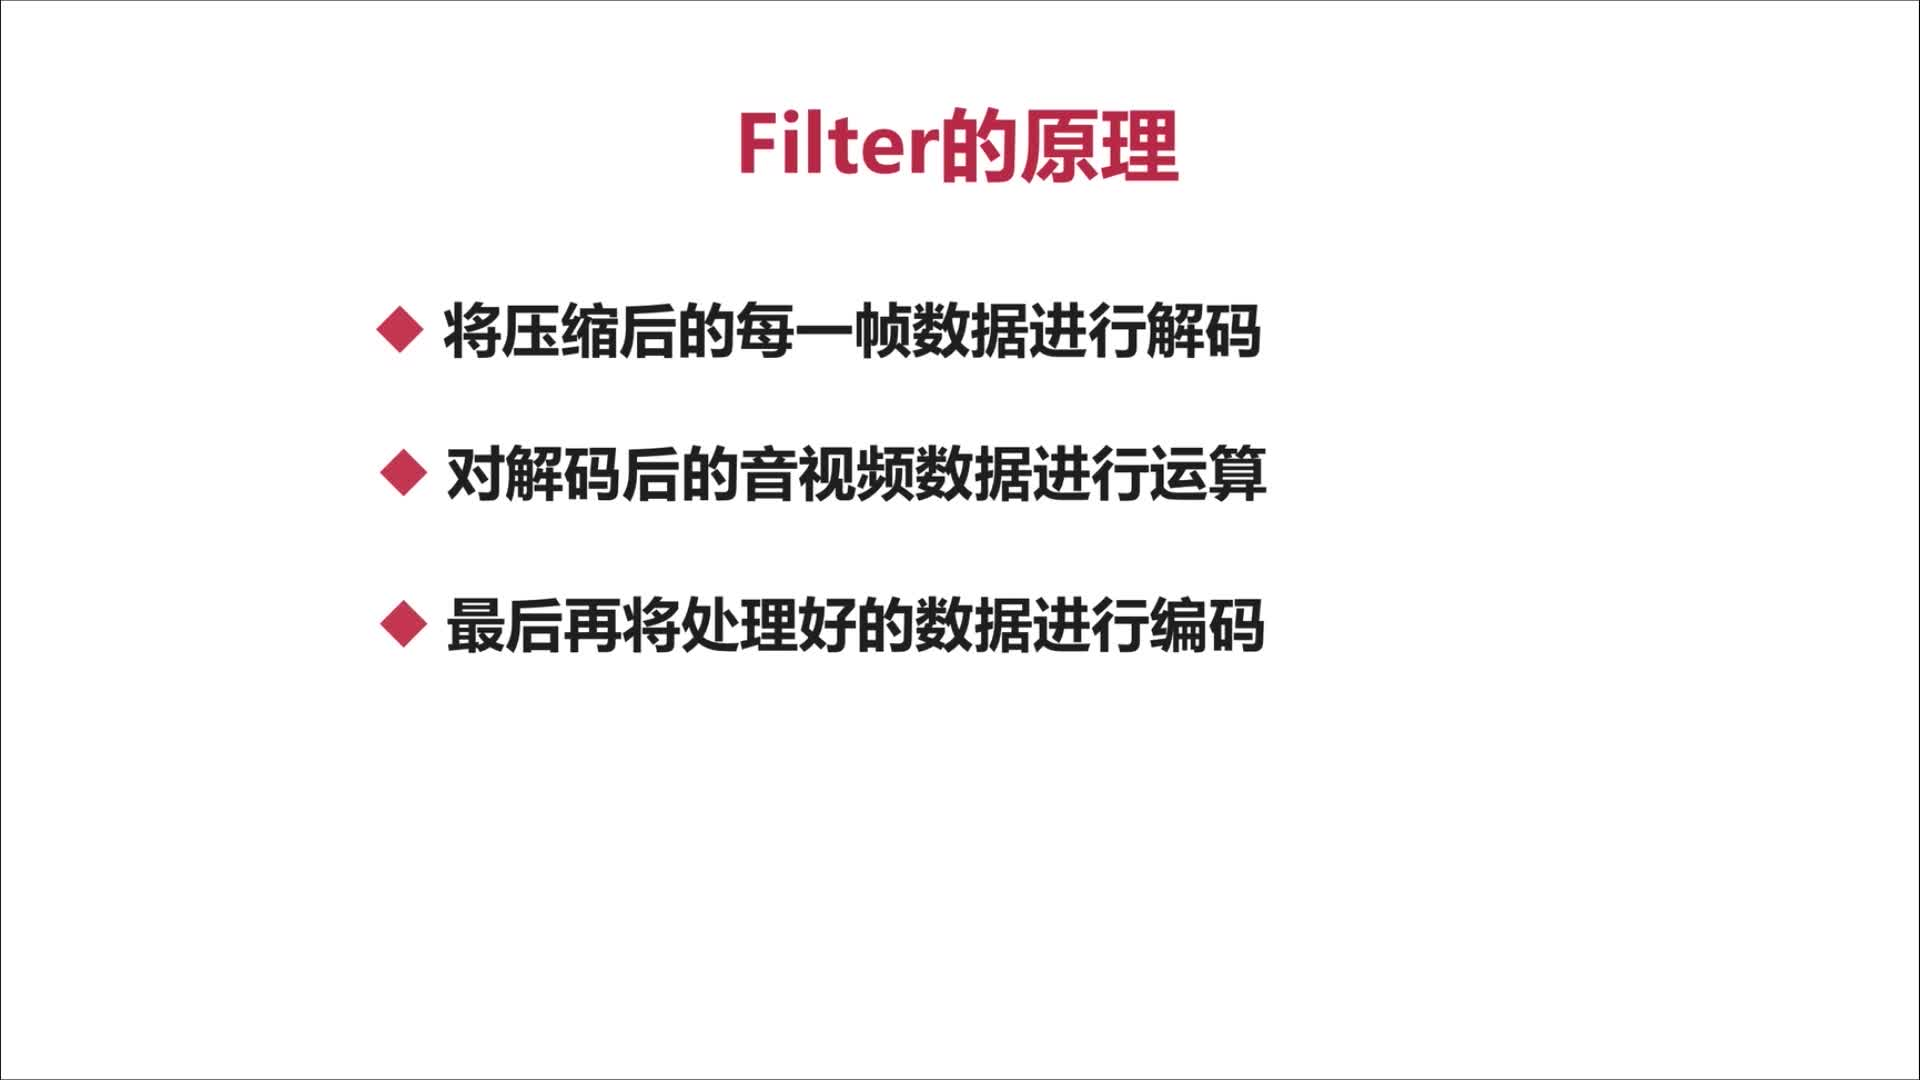 Filter的原理
将压缩后的每一帧数据进行解码
对解码后的音视频数据进行运算
最后再将处理好的数据进行编码